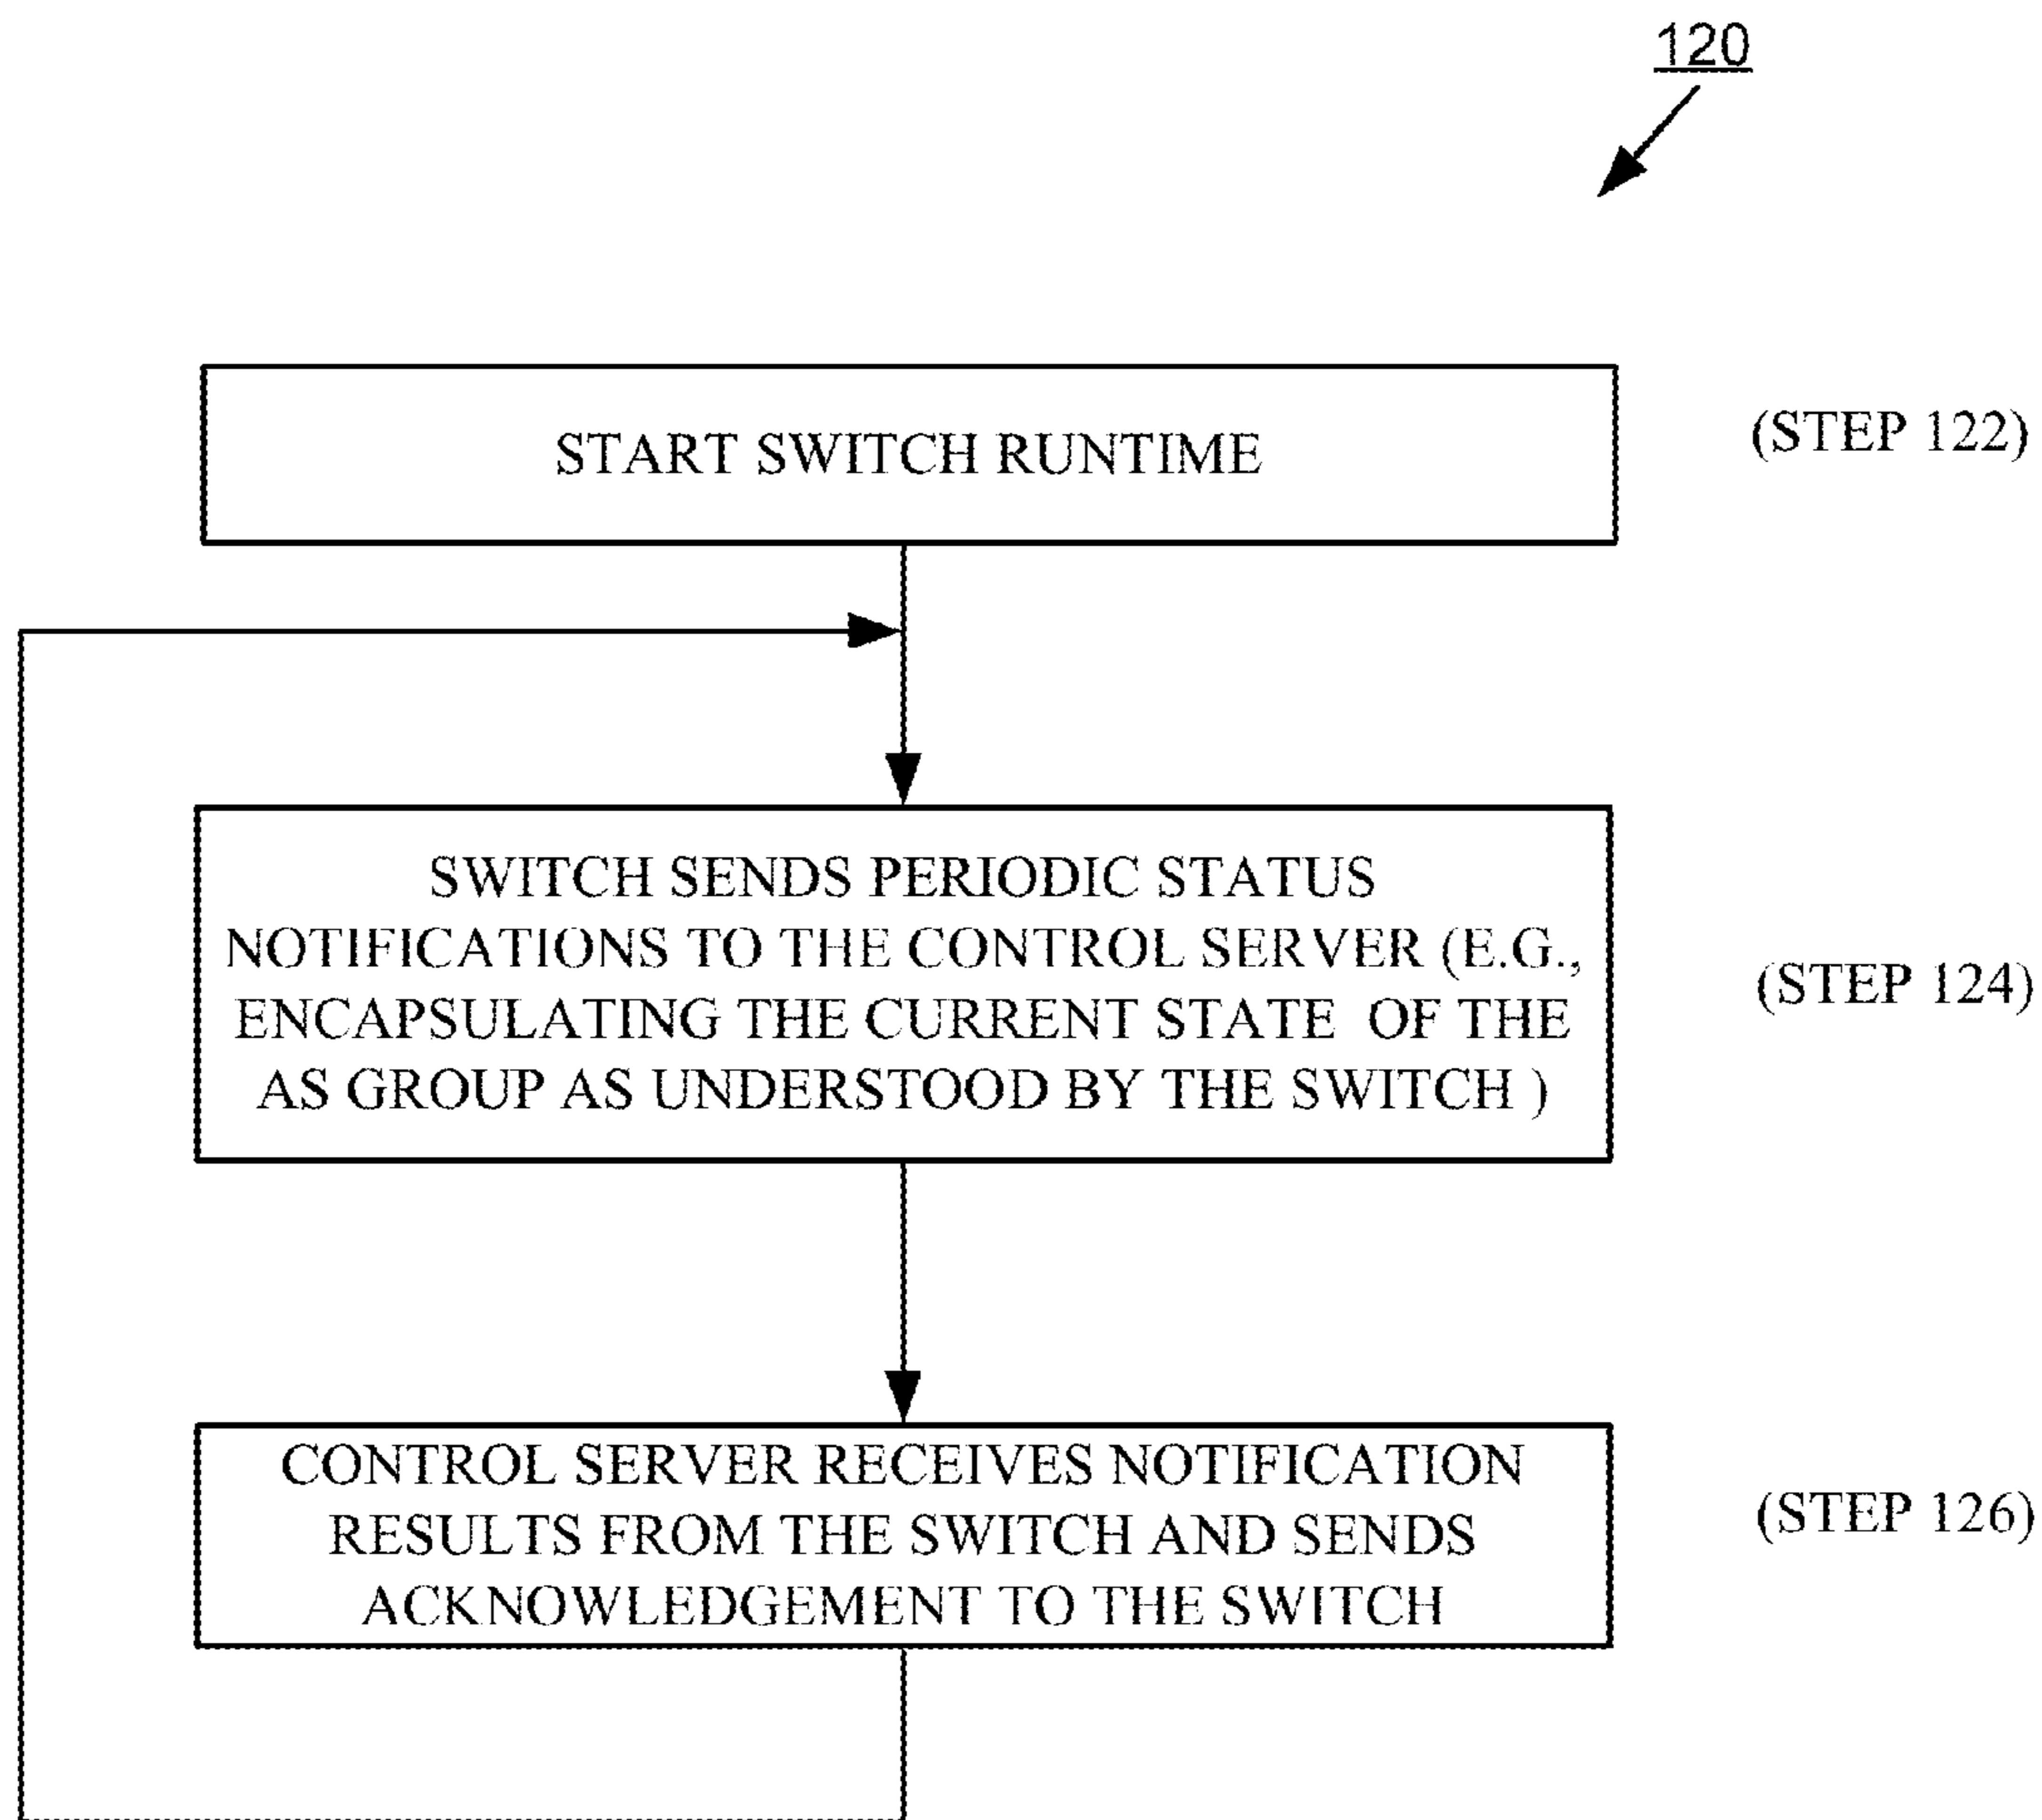 120
START SWITCH RUNTIME
(STEP 122)
SWITCH SENDS PERIODIC STATUS
NOTIFICATIONS TO THE CONTROL SERVER (E.G.,
ENCAPSULATING THE CURRENT STATE OF THE
AS GROUP AS UNDERSTOOD BY THE SWITCH )
(STEP 124)
CONTROL SERVER RECEIVES NOTIFICATION
RESULTS FROM THE SWITCH AND SENDS
ACKNOWLEDGEMENT TO THE SWITCH
(STEP 126)